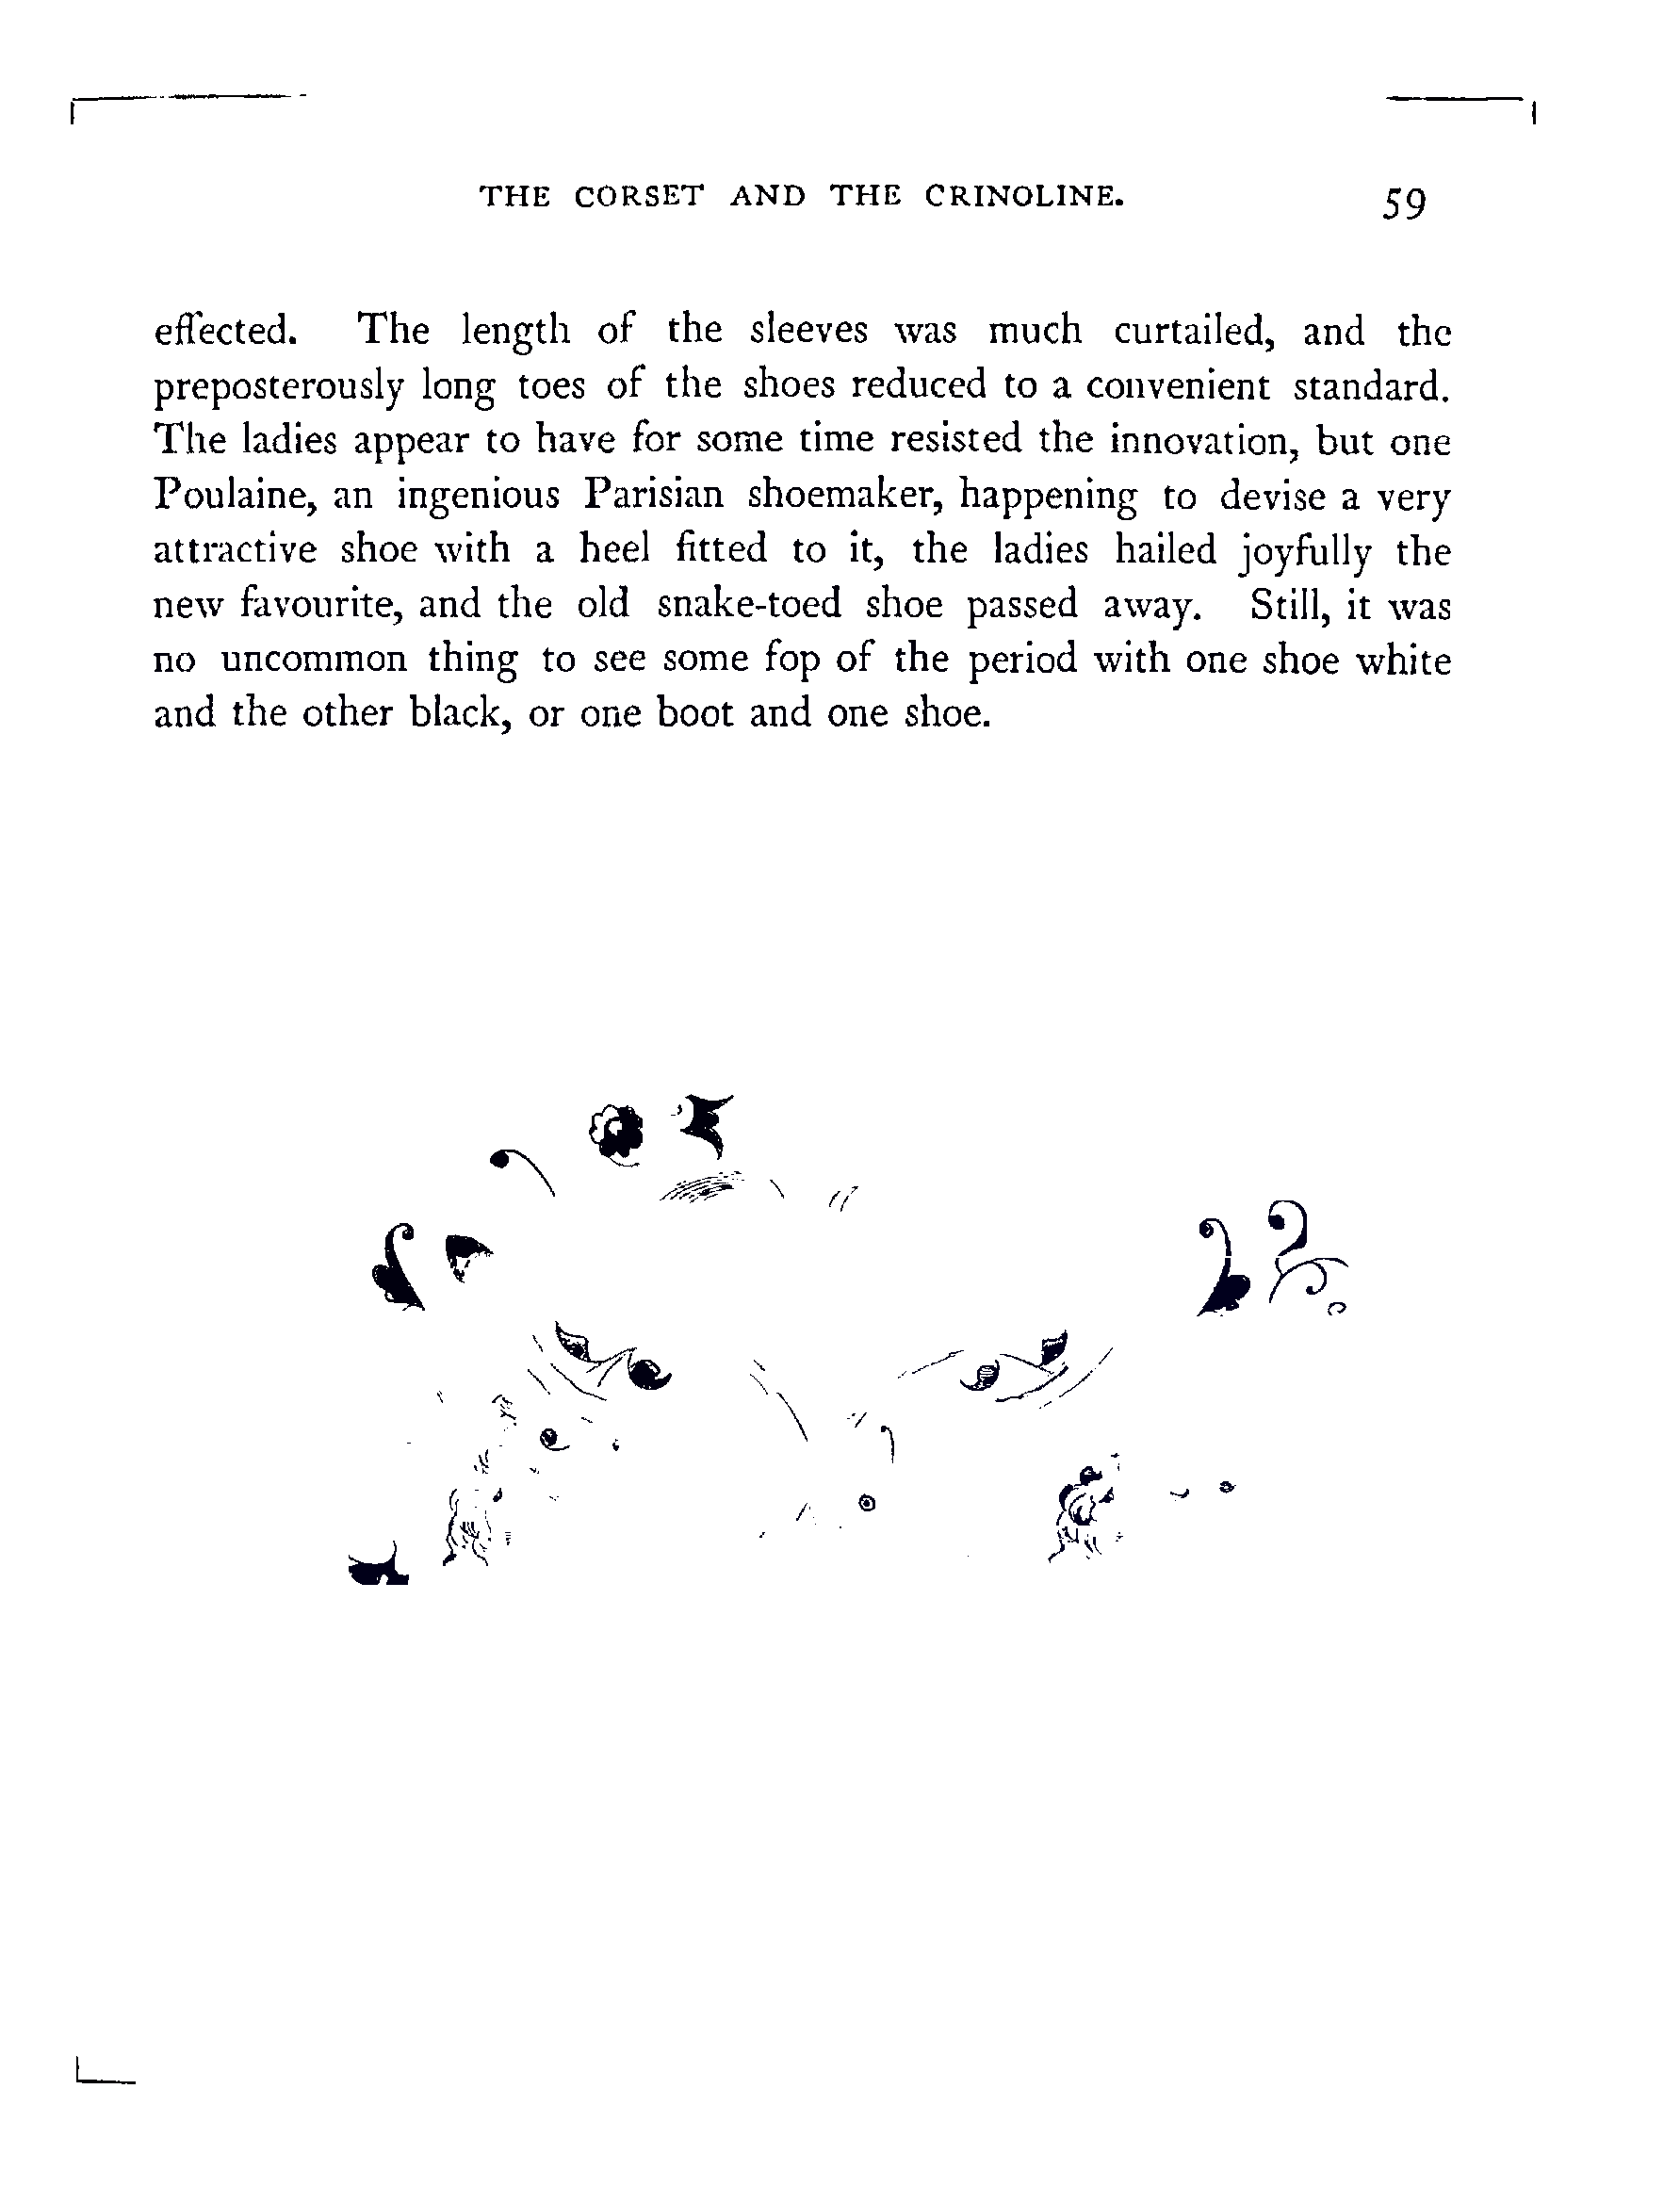 THE CORSET AND THE CRINOLINE. 59
effected. The length of the sleeves was much curtailed, and the
preposterously long toes of the shoes reduced to a convenient standard.
The ladies appear to have for some time resisted the innovation, but one
Poulaine, an ingenious Parisian shoemaker, happening to devise a very
attractive shoe with a heel fitted to it, the ladies hailed joyfully the
new favourite, and the old snake-toed shoe passed away. Still, it was
no uncommon thing to see some fop of the period with one shoe white
and the other black, or one boot and one shoe.